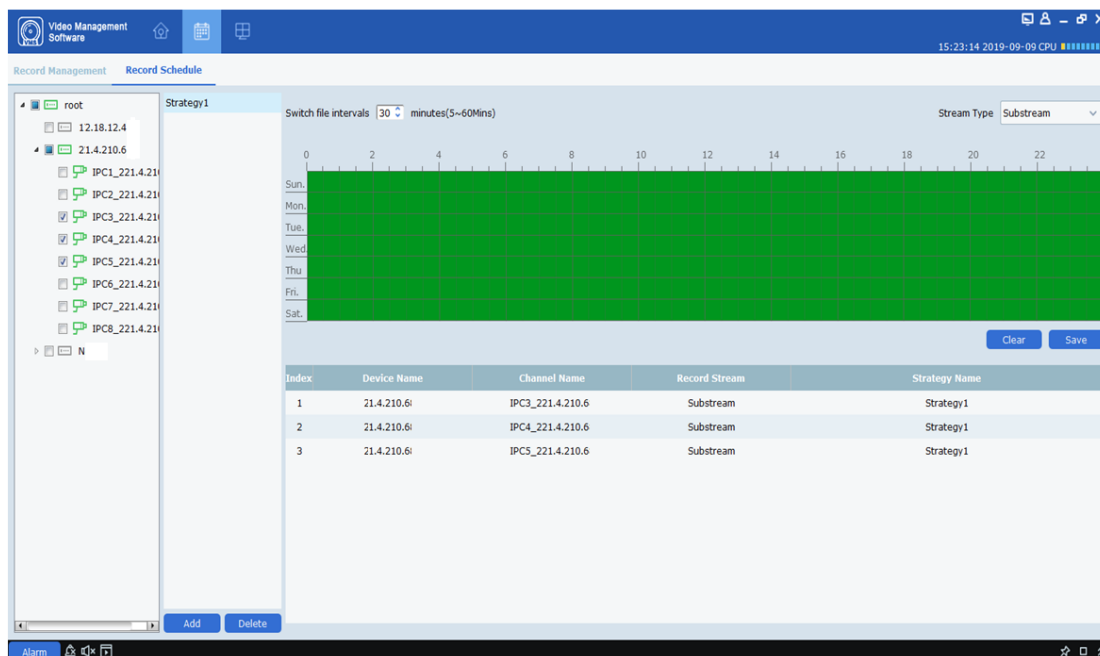 Video Management
Software
15:23:14 2019-09-09 CPU
Record Management Record Schedule
root
12.18.12.4
21.4.210.6
IPC1_221.4.21
IPC2_221.4.21
IPC3_221.4.21
IPC4_221.4.21
IPC5_221.4.21
IPC6_221.4.21
IPC7_221.4.21
IPC8_221.4.21
N
Strategy1
Add Delete
Switch file intervals 30 minutes(5~60Mins) Stream Type Substream
0 2 4 6 8 10 12 14 16 18 20 22
Sun.
Mon.
Tue.
Wed.
Thu
Fri.
Sat.
Clear Save
Index Device Name Channel Name Record Stream Strategy Name
1 21.4.210.6 IPC3_221.4.210.6 Substream Strategy1
2 21.4.210.6 IPC4_221.4.210.6 Substream Strategy1
3 21.4.210.6 IPC5_221.4.210.6 Substream Strategy1
Alarm